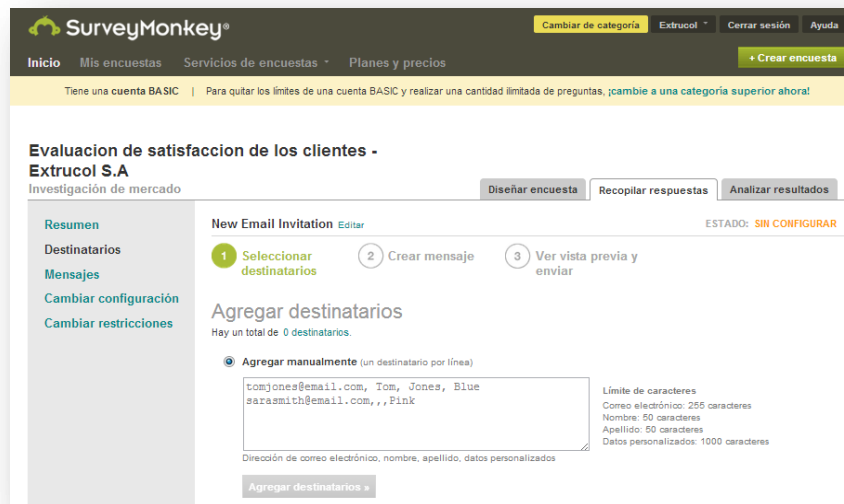 SurveyMonkey®
Cambiar de categoría Extrucol Cerrar sesión Ayuda
Inicio Mis encuestas Servicios de encuestas Planes y precios
+ Crear encuesta
Tiene una cuenta BASIC | Para quitar los límites de una cuenta BASIC y realizar una cantidad ilimitada de preguntas, ¡cambie a una categoría superior ahora!
Evaluacion de satisfaccion de los clientes -
Extrucol S.A
Investigación de mercado
Diseñar encuesta Recopilar respuestas Analizar resultados
Resumen
Destinatarios
Mensajes
Cambiar configuración
Cambiar restricciones
New Email Invitation Editar
ESTADO: SIN CONFIGURAR
1 Seleccionar
destinatarios
2 Crear mensaje
3 Ver vista previa y
enviar
Agregar destinatarios
Hay un total de 0 destinatarios.
Agregar manualmente (un destinatario por línea)
tomjones@email.com, Tom, Jones, Blue
sarasmith@email.com,,,Pink
Dirección de correo electrónico, nombre, apellido, datos personalizados
Límite de caracteres
Correo electrónico: 255 caracteres
Nombre: 50 caracteres
Apellido: 50 caracteres
Datos personalizados: 1000 caracteres
Agregar destinatarios »